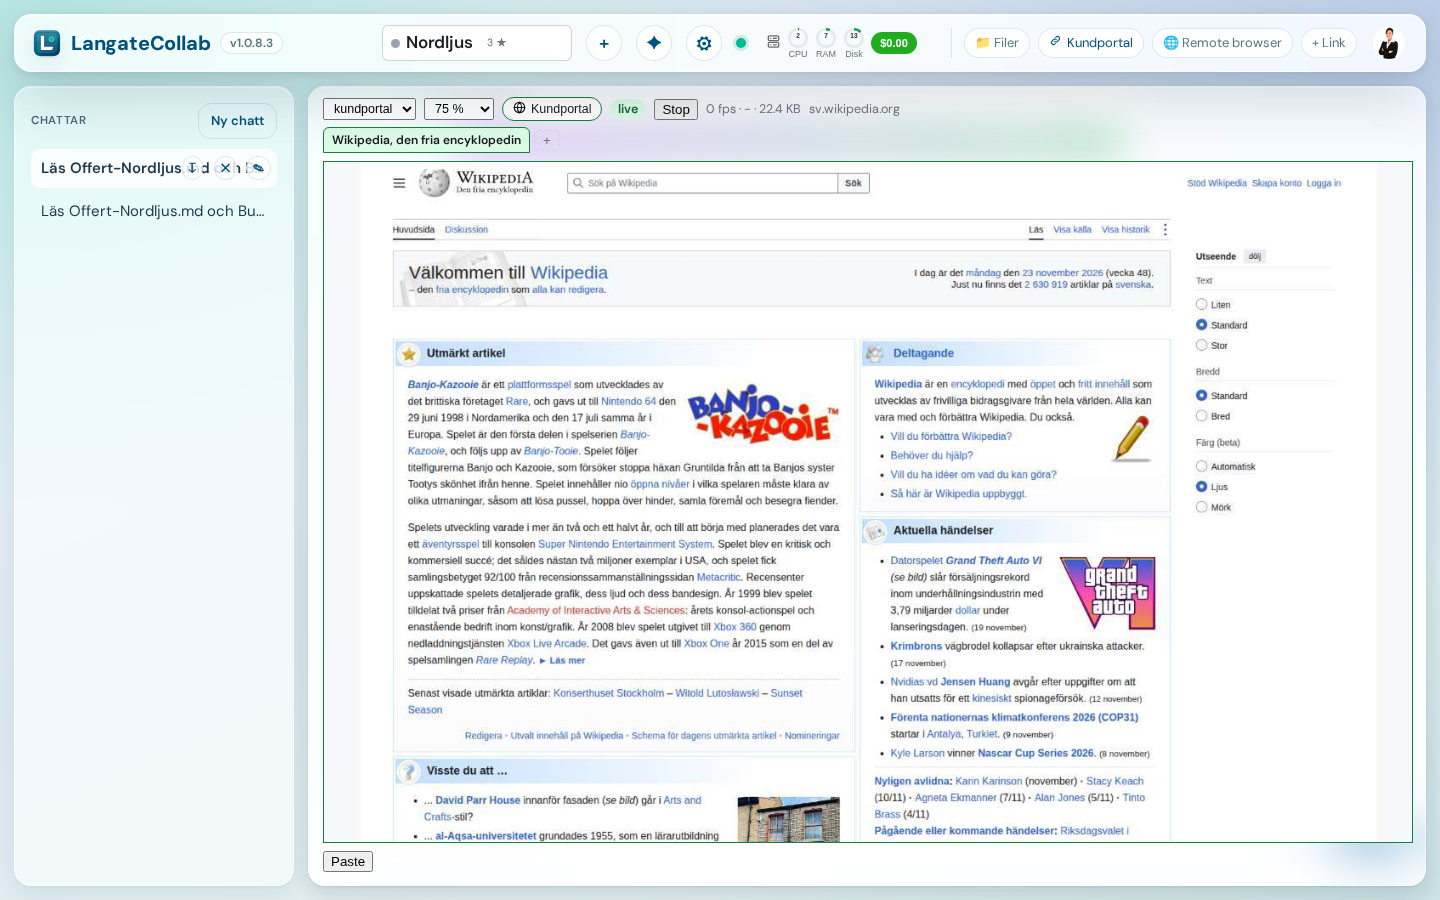 LangateCollab
v1.0.8.3
Nordljus
3 ★
+
2
CPU
7
RAM
13
Disk
$0.00
Filer
Kundportal
Remote browser
+ Link
CHATTAR
Ny chatt
Läs Offert-Nordljus.
Läs Offert-Nordljus.md och Bu...
kundportal
75 %
Kundportal
live
Stop
0 fps · - · 22.4 KB
sv.wikipedia.org
Wikipedia, den fria encyklopedin
+
WIKIPEDIA
Den fria encyklopedin
Sök på Wikipedia
Sök
Stöd Wikipedia Skapa konto Logga in
Huvudsida Diskussion
Läs Visa källa Visa historik
Välkommen till Wikipedia
– den fria encyklopedin som alla kan redigera.
I dag är det måndag den 23 november 2026 (vecka 48).
Just nu finns det 2 630 919 artiklar på svenska.
Utmärkt artikel
Banjo-Kazooie är ett plattformsspel som utvecklades av
det brittiska företaget Rare, och gavs ut till Nintendo 64 den
29 juni 1998 i Nordamerika och den 17 juli samma år i
Europa. Spelet är den första delen i spelserien Banjo-
Kazooie, och följs upp av Banjo-Tooie. Spelet följer
titelfigurerna Banjo och Kazooie, som försöker stoppa häxan Gruntilda från att ta Banjos syster
Tootys skönhet ifrån henne. Spelet innehåller nio öppna nivåer i vilka spelaren måste klara av
olika utmaningar, såsom att lösa pussel, hoppa över hinder, samla föremål och besegra fiender.
BANJO-
-KAZOOIE
TM
Spelets utveckling varade i mer än två och ett halvt år, och till att börja med planerades det vara
ett äventyrsspel till konsolen Super Nintendo Entertainment System. Spelet blev en kritisk och
kommersiell succé; det såldes nästan två miljoner exemplar i USA, och spelet fick
samlingsbetyget 92/100 från recensionssammanställningssidan Metacritic. Recensenter
uppskattade spelets detaljerade grafik, dess ljud och dess bandesign. År 1999 blev spelet
tilldelat två priser från Academy of Interactive Arts & Sciences: årets konsol-actionspel och
enastående bedrift inom konst/grafik. År 2008 blev spelet utgivet till Xbox 360 genom
nedladdningstjänsten Xbox Live Arcade. Det gavs även ut till Xbox One år 2015 som en del av
spelsamlingen Rare Replay. ► Läs mer
Senast visade utmärkta artiklar: Konserthuset Stockholm – Witold Lutosławski – Sunset
Season
Redigera • Utvalt innehåll på Wikipedia • Schema för dagens utmärkta artikel • Nomineringar
Visste du att ...
... David Parr House innanför fasaden (se bild) går i Arts and
Crafts-stil?
... al-Aqsa-universitetet grundades 1955, som en lärarutbildning
Deltagande
Wikipedia är en encyklopedi med öppet och fritt innehåll som
utvecklas av frivilliga bidragsgivare från hela världen. Alla kan
vara med och förbättra Wikipedia. Du också.
Vill du förbättra Wikipedia?
Behöver du hjälp?
Vill du ha idéer om vad du kan göra?
Så här är Wikipedia uppbyggt.
Aktuella händelser
Datorspelet Grand Theft Auto VI
(se bild) slår försäljningsrekord
inom underhållningsindustrin med
3,79 miljarder dollar under
lanseringsdagen. (19 november)
grand
theft
auto
Krimbrons vägbrodel kollapsar efter ukrainska attacker.
(17 november)
Nvidias vd Jensen Huang avgår efter uppgifter om att
han utsatts för ett kinesiskt spionageförsök. (12 november)
Förenta nationernas klimatkonferens 2026 (COP31)
startar i Antalya, Turkiet. (9 november)
Kyle Larson vinner Nascar Cup Series 2026. (8 november)
Nyligen avlidna: Karin Karinson (november) • Stacy Keach
(10/11) • Agneta Ekmanner (7/11) • Alan Jones (5/11) • Tinto
Brass (4/11)
Pågående eller kommande händelser: Riksdagsvalet i
Utseende
dölj
Text
Liten
Standard
Stor
Bredd
Standard
Bred
Färg (beta)
Automatisk
Ljus
Mörk
Paste